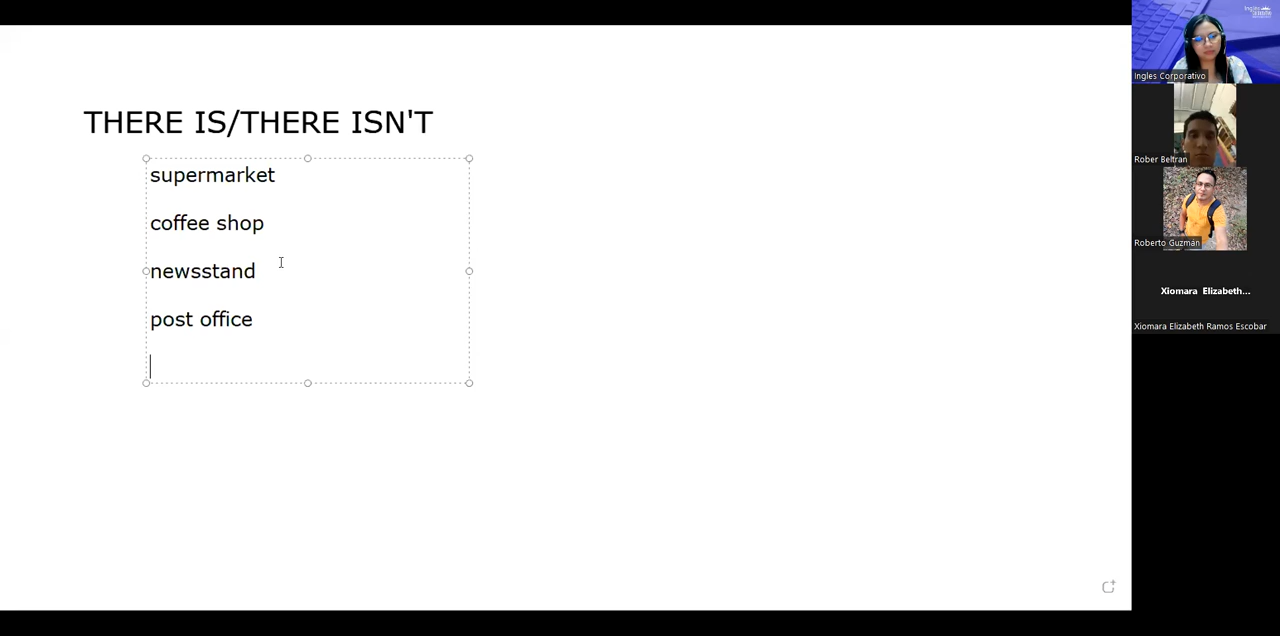 THERE IS/THERE ISN'T
supermarket
coffee shop
newsstand
post office
Ingles Corporativo
Rober Beltran
Roberto Guzmán
Xiomara Elizabeth...
Xiomara Elizabeth Ramos Escobar